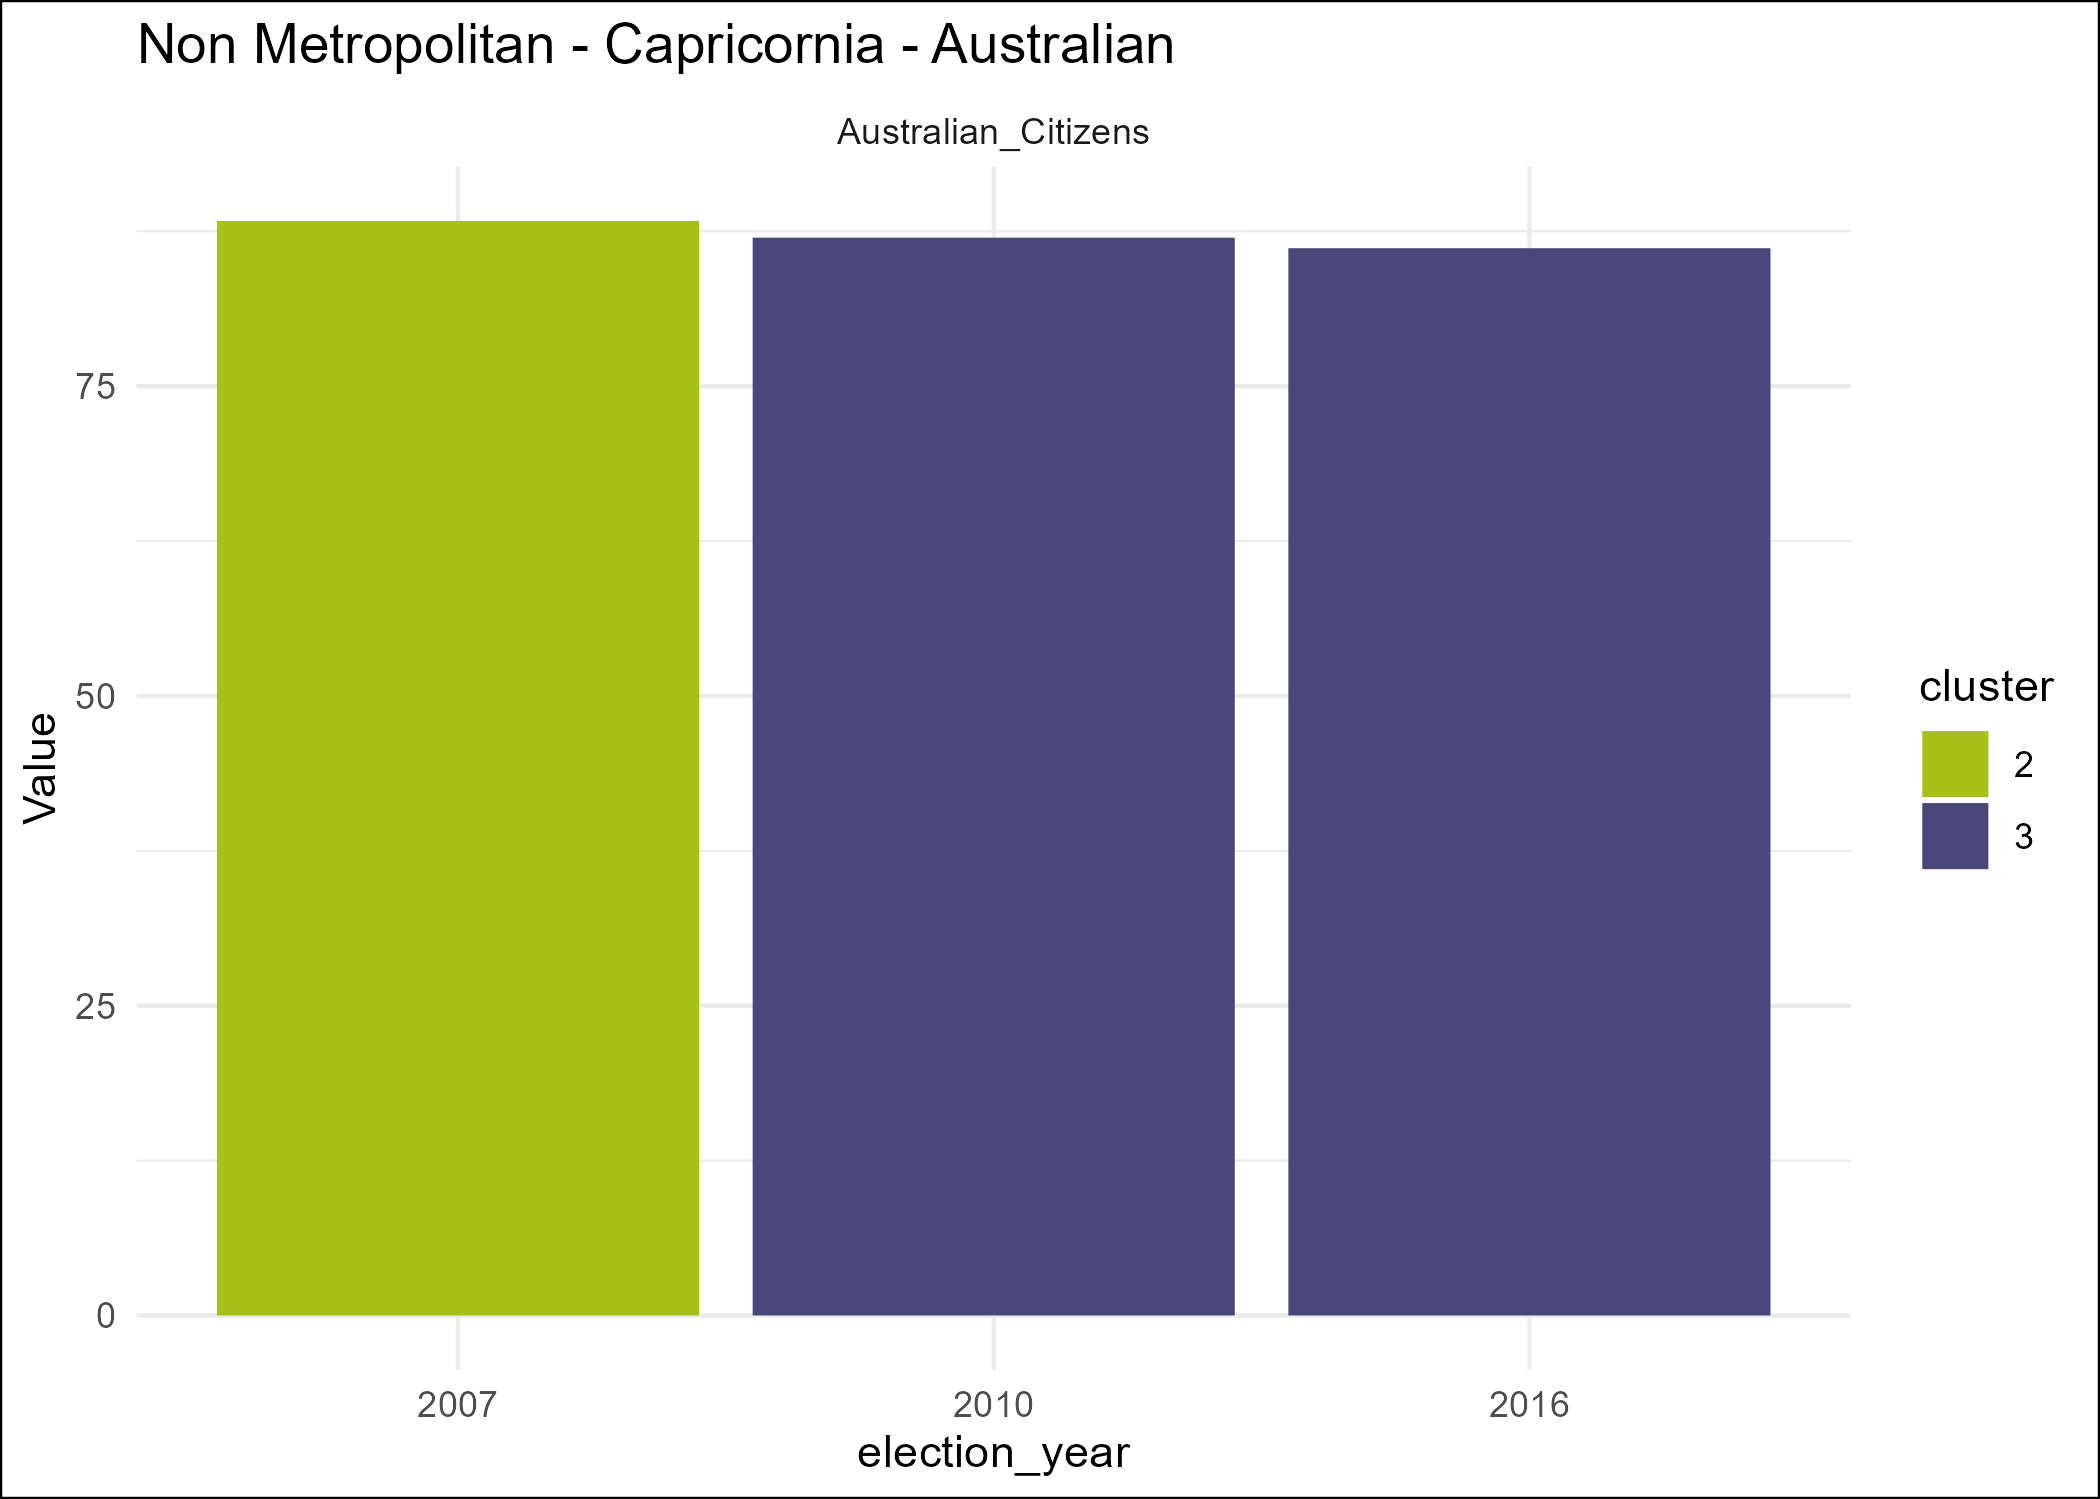 Non Metropolitan - Capricornia - Australian
Australian_Citizens
75
50
25
0
Value
2007
2010
2016
election_year
cluster
2
3